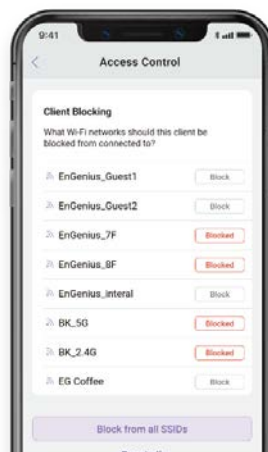 9:41
Access Control
Client Blocking
What Wi-Fi networks should this client be
blocked from connected to?
EnGenius_Guest1 Block
EnGenius_Guest2 Block
EnGenius_7F Blocked
EnGenius_8F Blocked
EnGenius_interal Block
BK_5G Blocked
BK_2.4G Blocked
EG Coffee Block
Block from all SSIDs